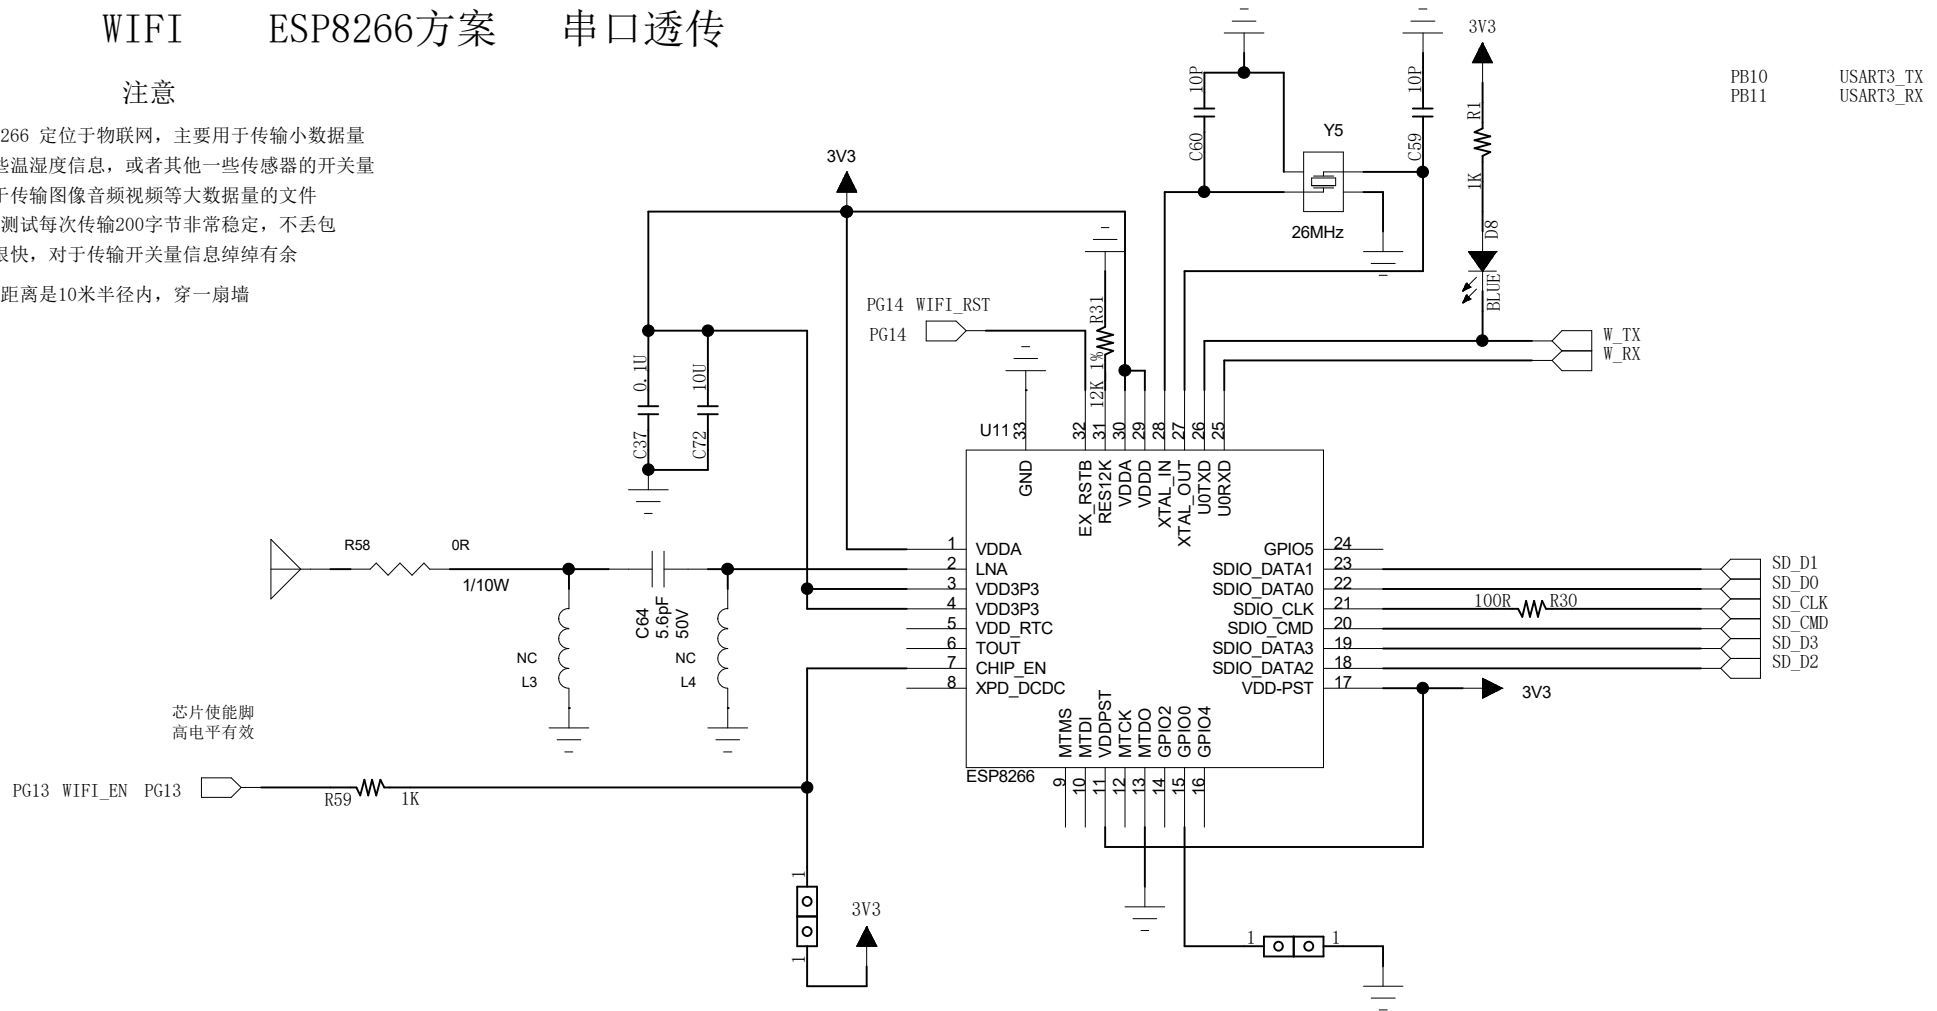 WIFI ESP8266方案 串口透传
注意
266 定位于物联网，主要用于传输小数据量
些温湿度信息，或者其他一些传感器的开关量
于传输图像音频视频等大数据量的文件
测试每次传输200字节非常稳定，不丢包
很快，对于传输开关量信息绰绰有余
距离是10米半径内，穿一扇墙
PB10 USART3_TX
PB11 USART3_RX
3V3
10P
C60
10P
C59
Y5
26MHz
3V3
R1
1K
D8
BLUE
PG14 WIFI_RST
PG14
R31
12K 1%
W_TX
W_RX
0.1U
C37
10U
C72
U11
33
32
31
30
29
28
27
26
25
GND
EX_RSTB
RES12K
VDDA
VDDD
XTAL_IN
XTAL_OUT
U0TXD
U0RXD
R58 0R
1/10W
C64
5.6pF
50V
NC
L3
NC
L4
1 VDDA
2 LNA
3 VDD3P3
4 VDD3P3
5 VDD_RTC
6 TOUT
7 CHIP_EN
8 XPD_DCDC
GPIO5 24
SDIO_DATA1 23
SDIO_DATA0 22
SDIO_CLK 21
SDIO_CMD 20
SDIO_DATA3 19
SDIO_DATA2 18
VDD-PST 17
100R R30
SD_D1
SD_D0
SD_CLK
SD_CMD
SD_D3
SD_D2
3V3
MTMS
MTDI
VDDPST
MTCK
MTDO
GPIO2
GPIO0
GPIO4
ESP8266
9
10
11
12
13
14
15
16
芯片使能脚
高电平有效
PG13 WIFI_EN PG13
R59 1K
1
1
3V3
1 1